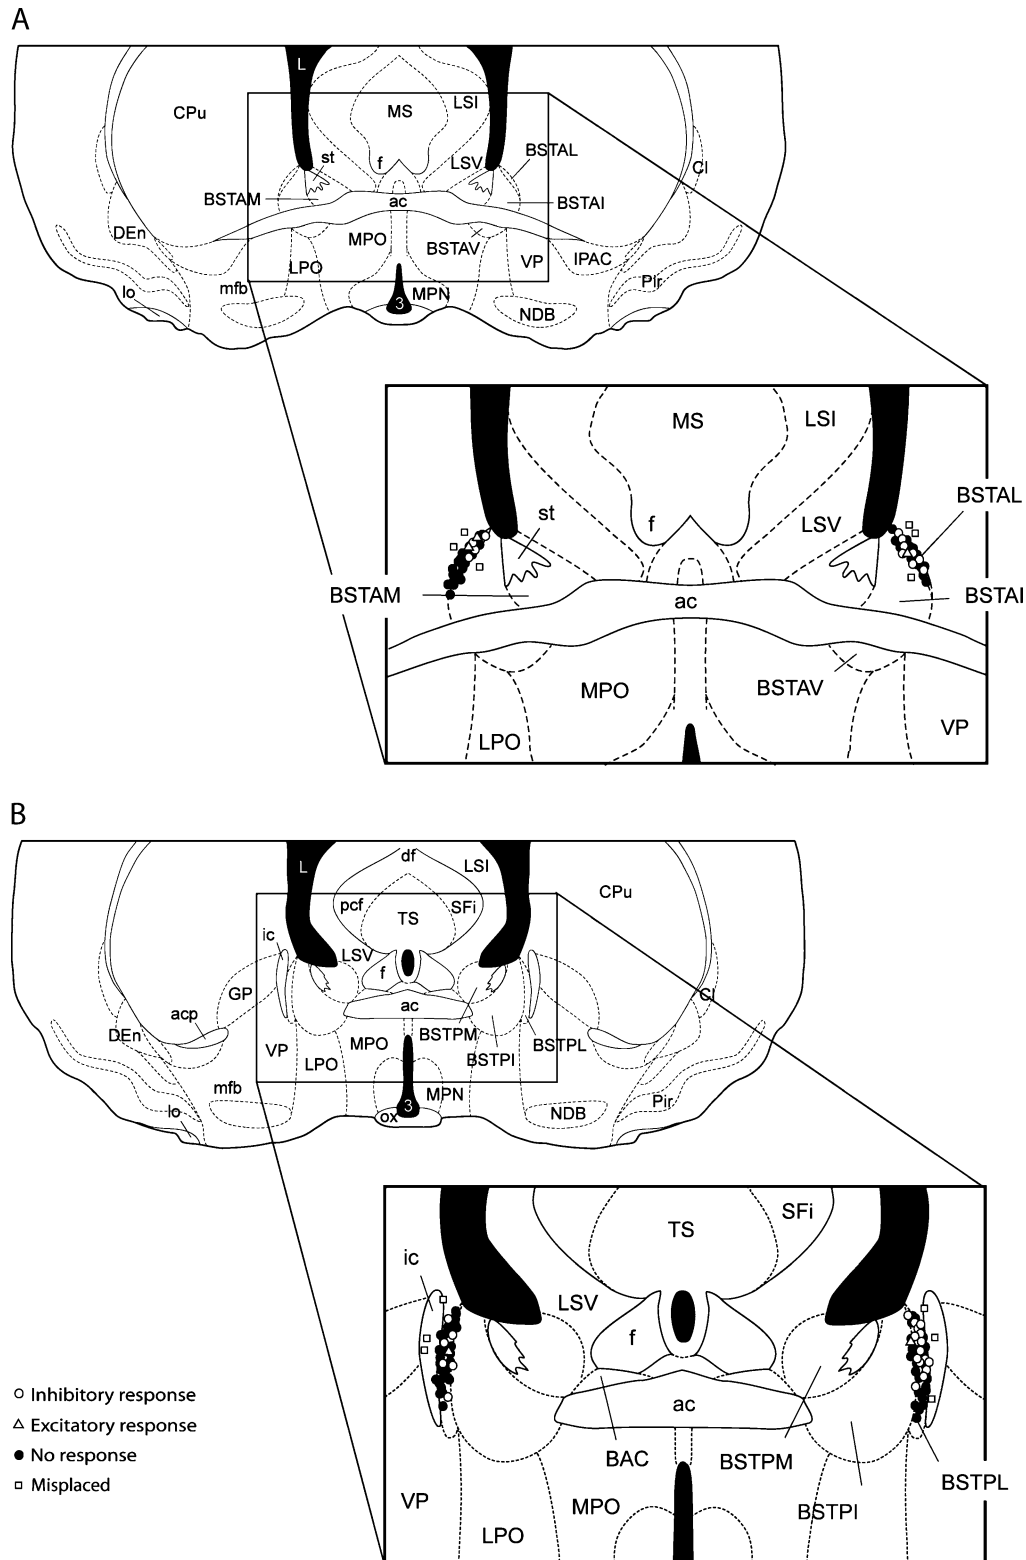 A
L
CPu
MS
LSI
st
f
LSV
BSTAL
Cl
BSTAM
ac
BSTAI
DEn
MPO
BSTAV
LPO
VP
IPAC
lo
mfb
MPN
Pir
3
NDB
MS
LSI
st
f
LSV
BSTAL
BSTAM
ac
BSTAI
MPO
BSTAV
LPO
VP
B
L
df
LSI
CPu
pcf
TS
SFi
ic
LSV
f
GP
ac
Cl
acp
DEn
BSTPM
VP
LPO
MPO
BSTPI
BSTPL
mfb
MPN
Pir
lo
ox
3
NDB
TS
SFi
ic
LSV
f
ac
BAC
BSTPM
BSTPL
VP
MPO
BSTPI
LPO
Inhibitory response
Excitatory response
No response
Misplaced